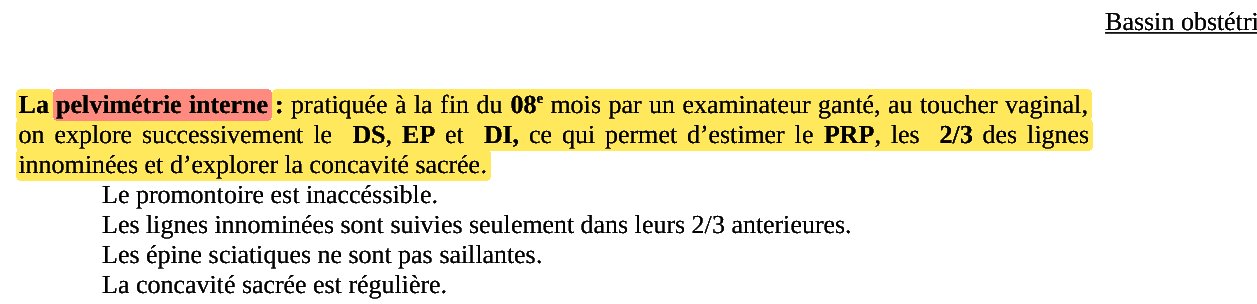 Bassin obstétri
La pelvimétrie interne : pratiquée à la fin du 08e mois par un examinateur ganté, au toucher vaginal,
on explore successivement le DS, EP et DI, ce qui permet d’estimer le PRP, les 2/3 des lignes
innominées et d’explorer la concavité sacrée.
Le promontoire est inaccéssible.
Les lignes innominées sont suivies seulement dans leurs 2/3 anterieures.
Les épine sciatiques ne sont pas saillantes.
La concavité sacrée est régulière.